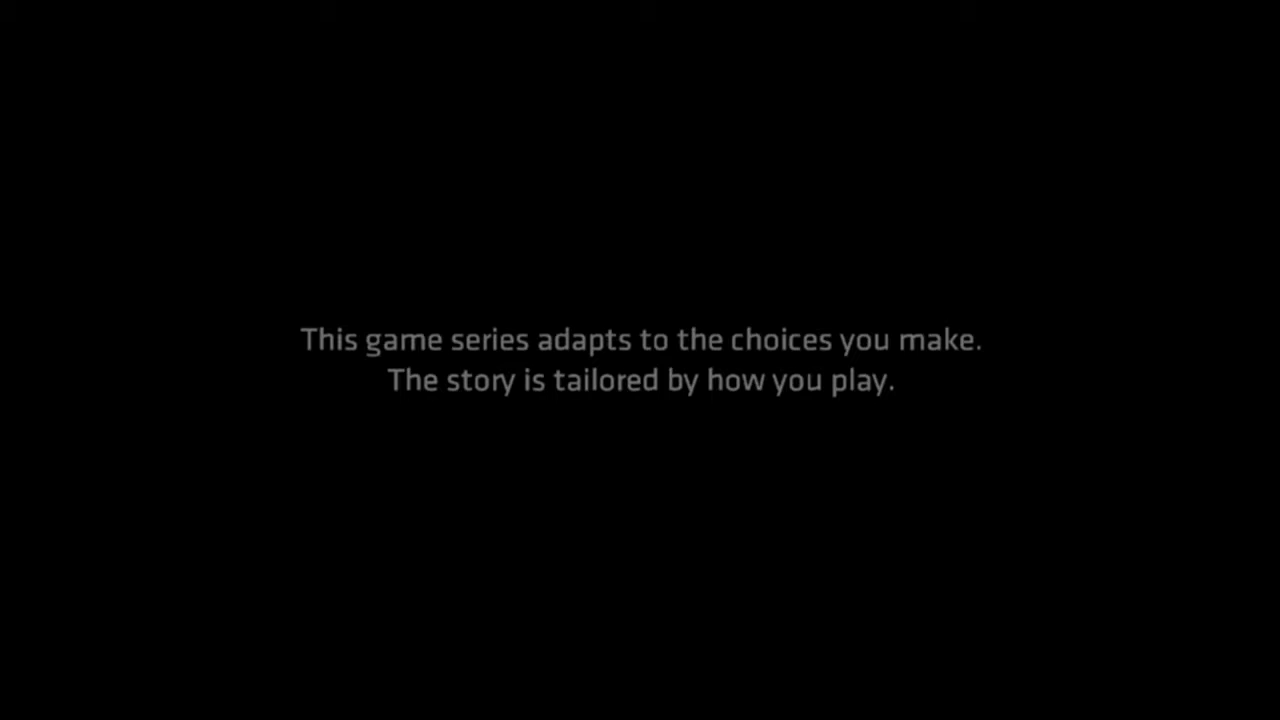 This game series adapts to the choices you make.
The story is tailored by how you play.